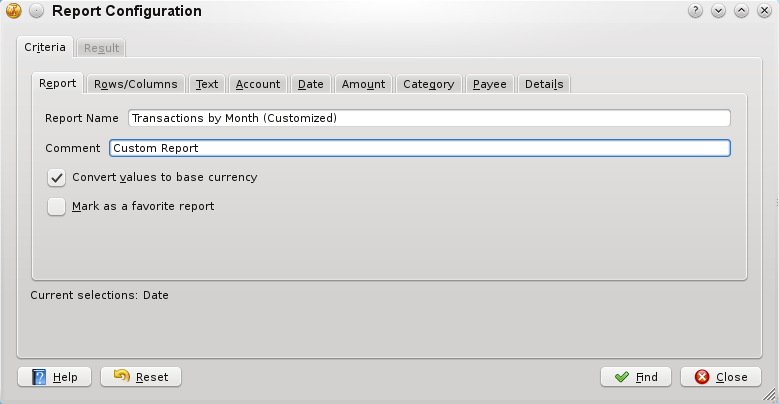 Report Configuration
Criteria Result
Report Rows/Columns Text Account Date Amount Category Payee Details
Report Name Transactions by Month (Customized)
Comment Custom Report
Convert values to base currency
Mark as a favorite report
Current selections: Date
Help Reset Find Close